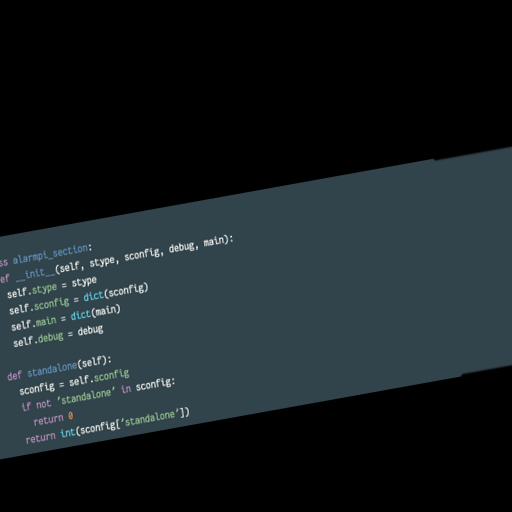 ss alarmpi_section:
ef __init__(self, stype, sconfig, debug, main):
self.stype = stype
self.sconfig = dict(sconfig)
self.main = dict(main)
self.debug = debug
def standalone(self):
sconfig = self.sconfig
if not 'standalone' in sconfig:
return 0
return int(sconfig['standalone'])